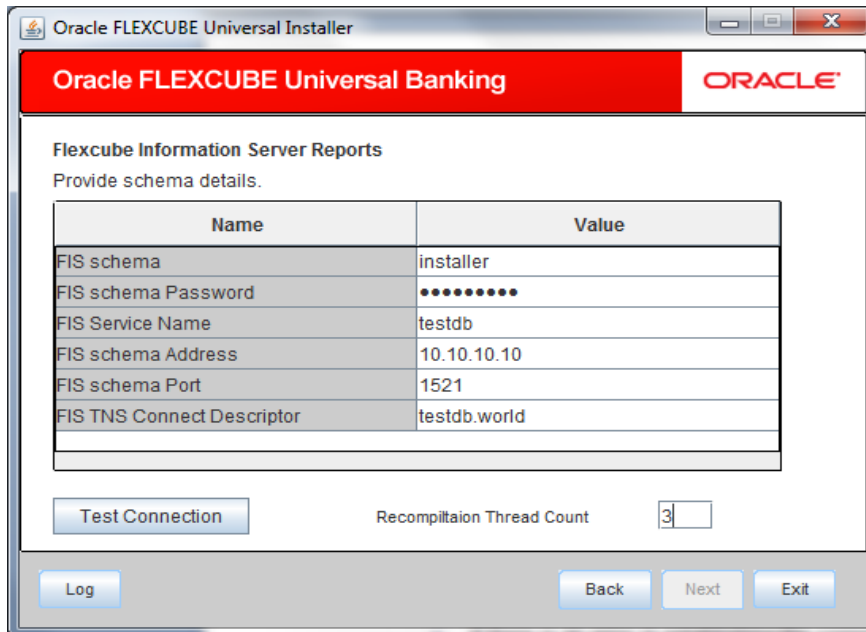 Oracle FLEXCUBE Universal Installer
Oracle FLEXCUBE Universal Banking ORACLE
Flexcube Information Server Reports
Provide schema details.
Name Value
FIS schema installer
FIS schema Password •••••••••
FIS Service Name testdb
FIS schema Address 10.10.10.10
FIS schema Port 1521
FIS TNS Connect Descriptor testdb.world
Test Connection Recompiltaion Thread Count 3
Log Back Next Exit